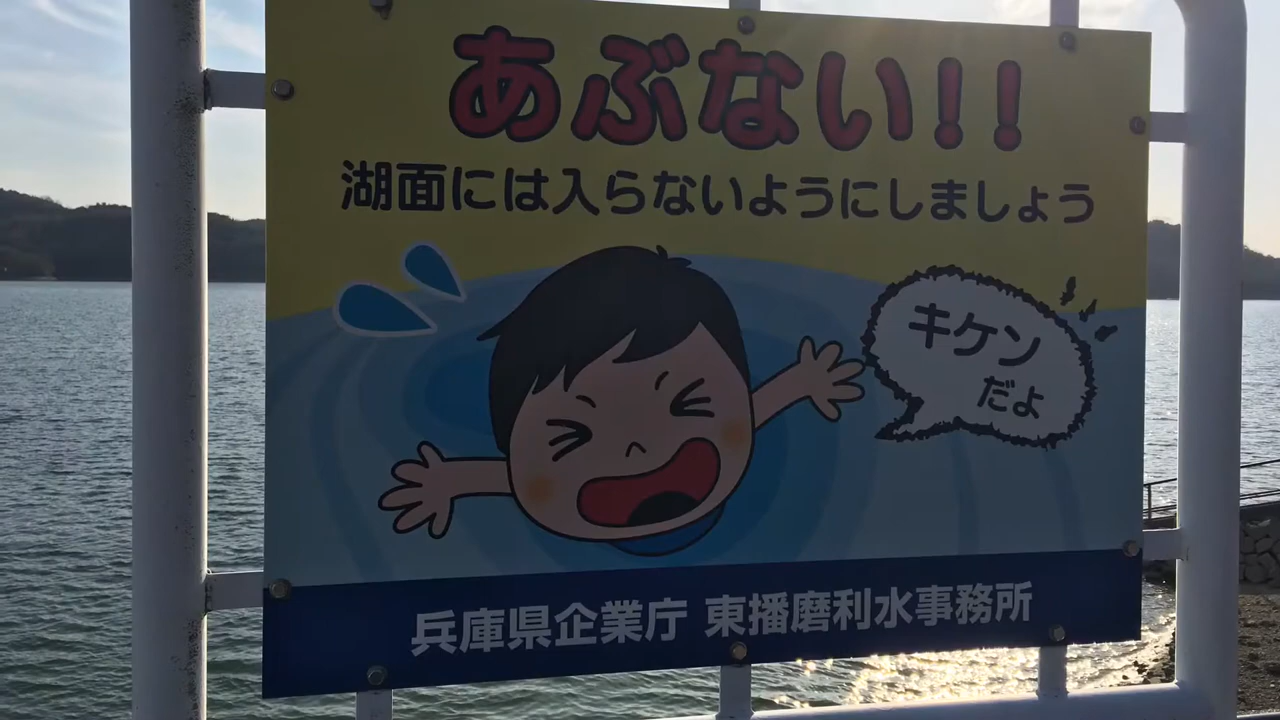 あぶない!!
湖面には入らないようにしましょう
キケン
だよ
兵庫県企業庁 東播磨利水事務所